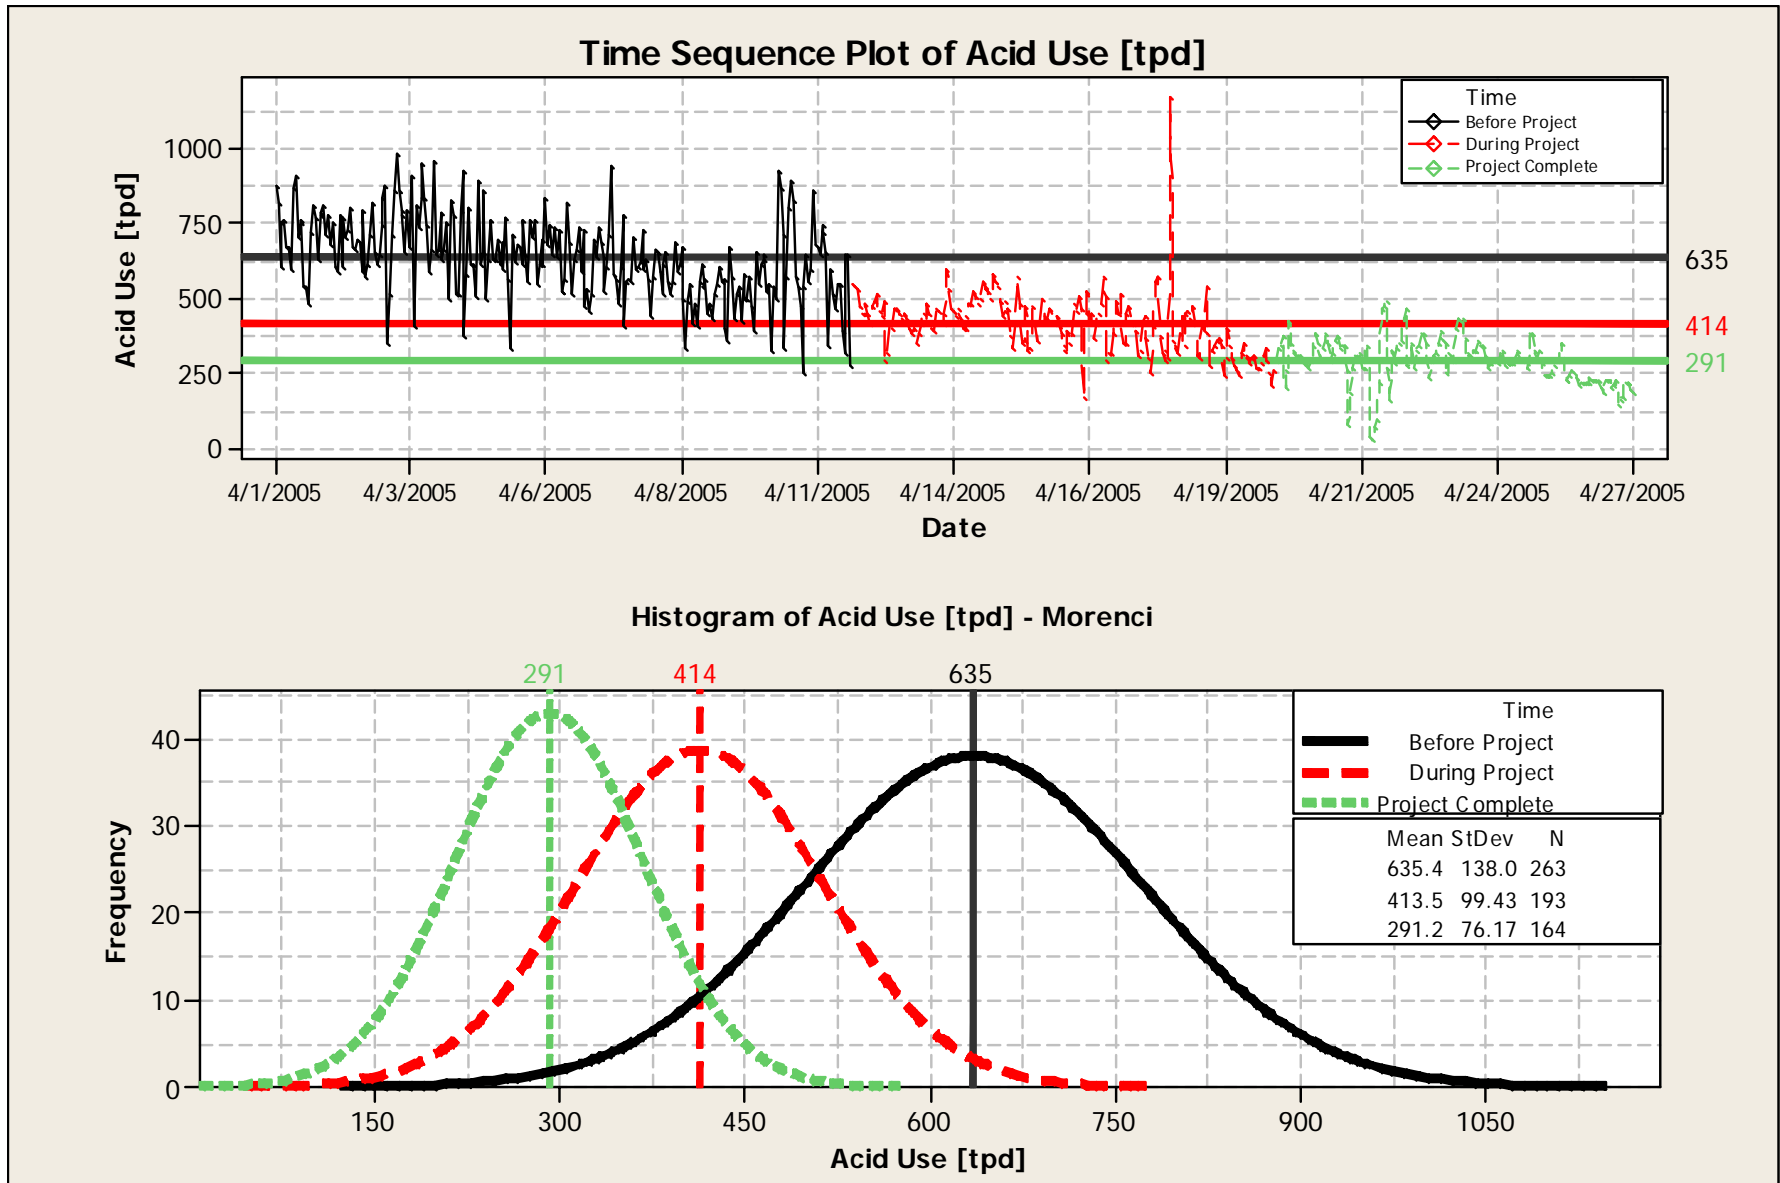 Time Sequence Plot of Acid Use [tpd]
Time
Before Project
During Project
Project Complete
Acid Use [tpd]
1000
750
500
250
0
635
414
291
4/1/2005 4/3/2005 4/6/2005 4/8/2005 4/11/2005 4/14/2005 4/16/2005 4/19/2005 4/21/2005 4/24/2005 4/27/2005
Date
Histogram of Acid Use [tpd] - Morenci
291 414 635
Time
Before Project
During Project
Project Complete
Mean StDev N
635.4 138.0 263
413.5 99.43 193
291.2 76.17 164
Frequency
40
30
20
10
0
150 300 450 600 750 900 1050
Acid Use [tpd]